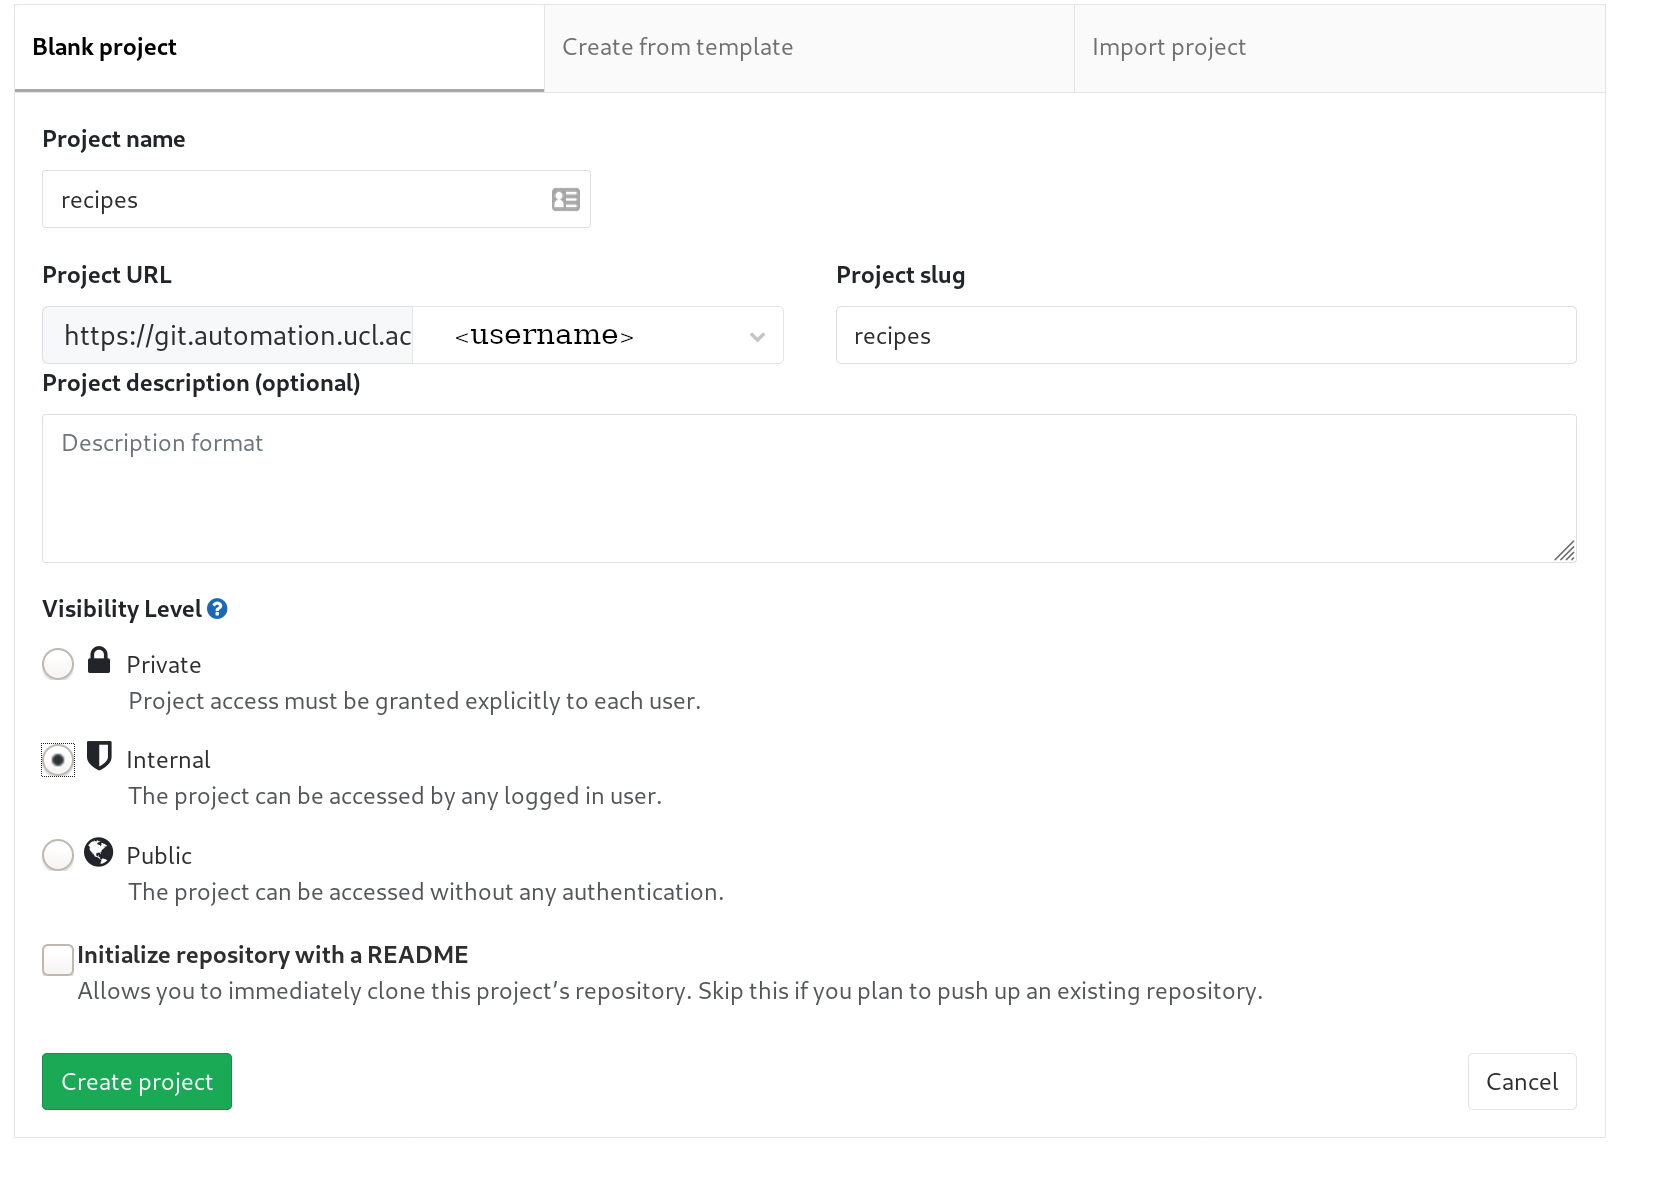 Blank project
Create from template
Import project
Project name
recipes
Project URL
Project slug
https://git.automation.ucl.ac
<username>
recipes
Project description (optional)
Description format
Visibility Level ?
Private
Project access must be granted explicitly to each user.
Internal
The project can be accessed by any logged in user.
Public
The project can be accessed without any authentication.
Initialize repository with a README
Allows you to immediately clone this project's repository. Skip this if you plan to push up an existing repository.
Create project
Cancel